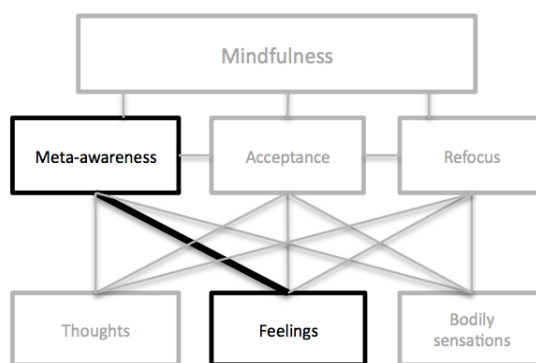 Mindfulness
Meta-awareness
Acceptance
Refocus
Thoughts
Feelings
Bodily
sensations